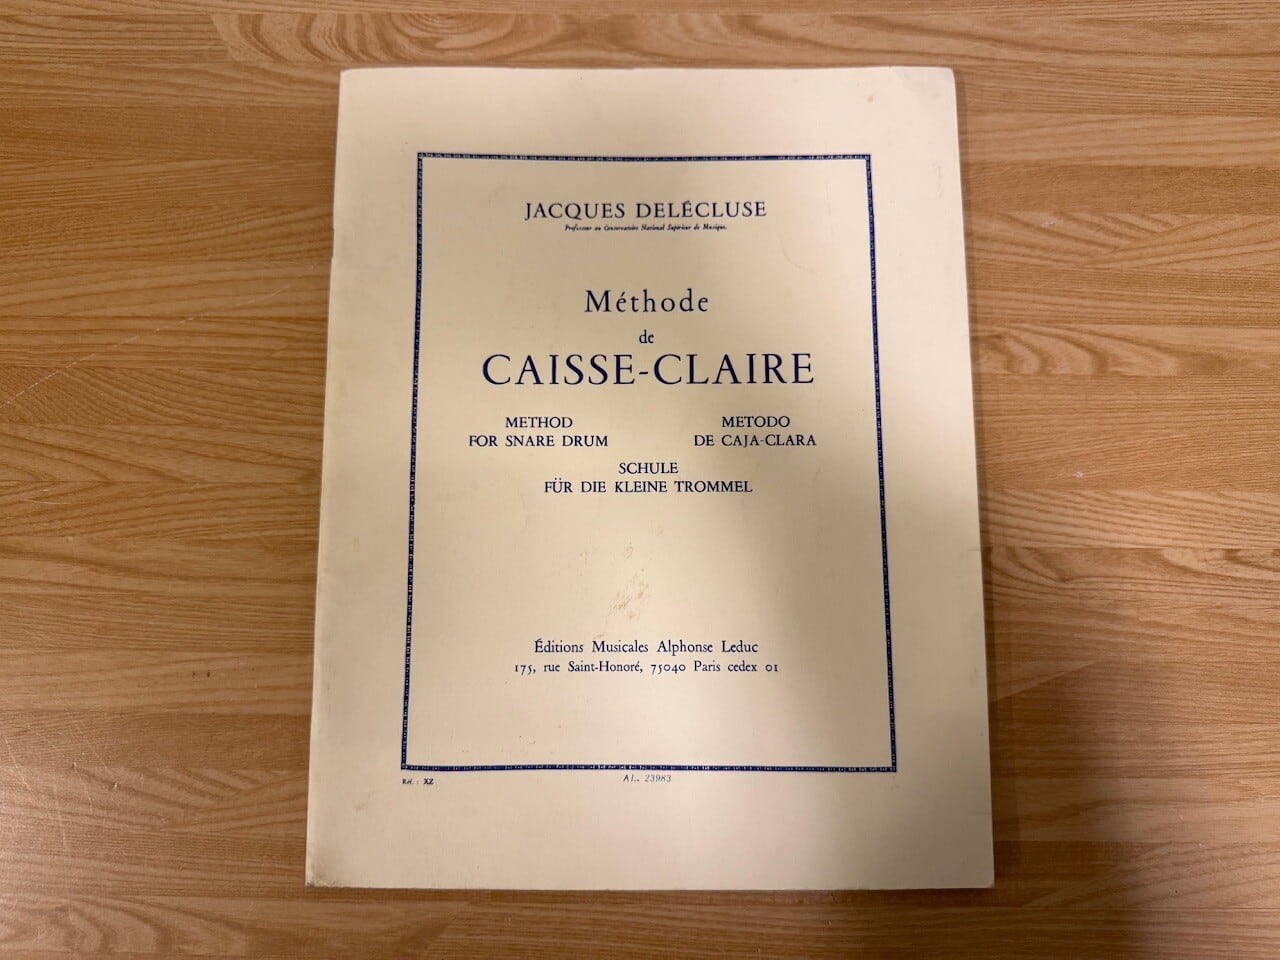 JACQUES DELÉCLUSE
Professeur au Conservatoire National Supérieur de Musique.
Méthode
de
CAISSE-CLAIRE
METHOD
FOR SNARE DRUM
METODO
DE CAJA-CLARA
SCHULE
FÜR DIE KLEINE TROMMEL
Éditions Musicales Alphonse Leduc
175, rue Saint-Honoré, 75040 Paris cedex 01
Réf. : XZ
A L. 23983